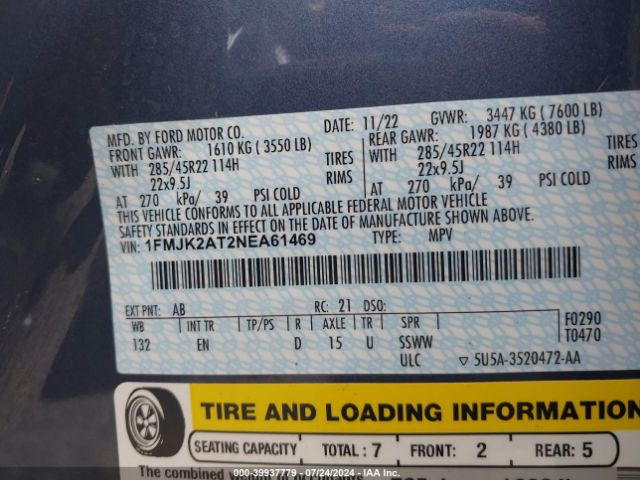 MFD. BY FORD MOTOR CO. DATE: 11/22 GVWR: 3447 KG (7600 LB)
FRONT GAWR: 1610 KG (3550 LB) REAR GAWR: 1987 KG (4380 LB)
WITH 285/45R22 114H TIRES WITH 285/45R22 114H TIRES
22x9.5J RIMS 22x9.5J RIMS
AT 270 kPa/ 39 PSI COLD AT 270 kPa/ 39 PSI COLD
THIS VEHICLE CONFORMS TO ALL APPLICABLE FEDERAL MOTOR VEHICLE
SAFETY STANDARDS IN EFFECT ON THE DATE OF MANUFACTURE SHOWN ABOVE.
VIN: 1FMJK2AT2NEA61469 TYPE: MPV
EXT PNT: AB RC: 21 DSO:
WB INT TR TP/PS R AXLE TR SPR F0290
132 EN D 15 U SSWW T0470
ULC ▽ 5U5A-3520472-AA
TIRE AND LOADING INFORMATION
SEATING CAPACITY TOTAL: 7 FRONT: 2 REAR: 5
The combined
000-39937779 - 07/24/2024 - IAA Inc.